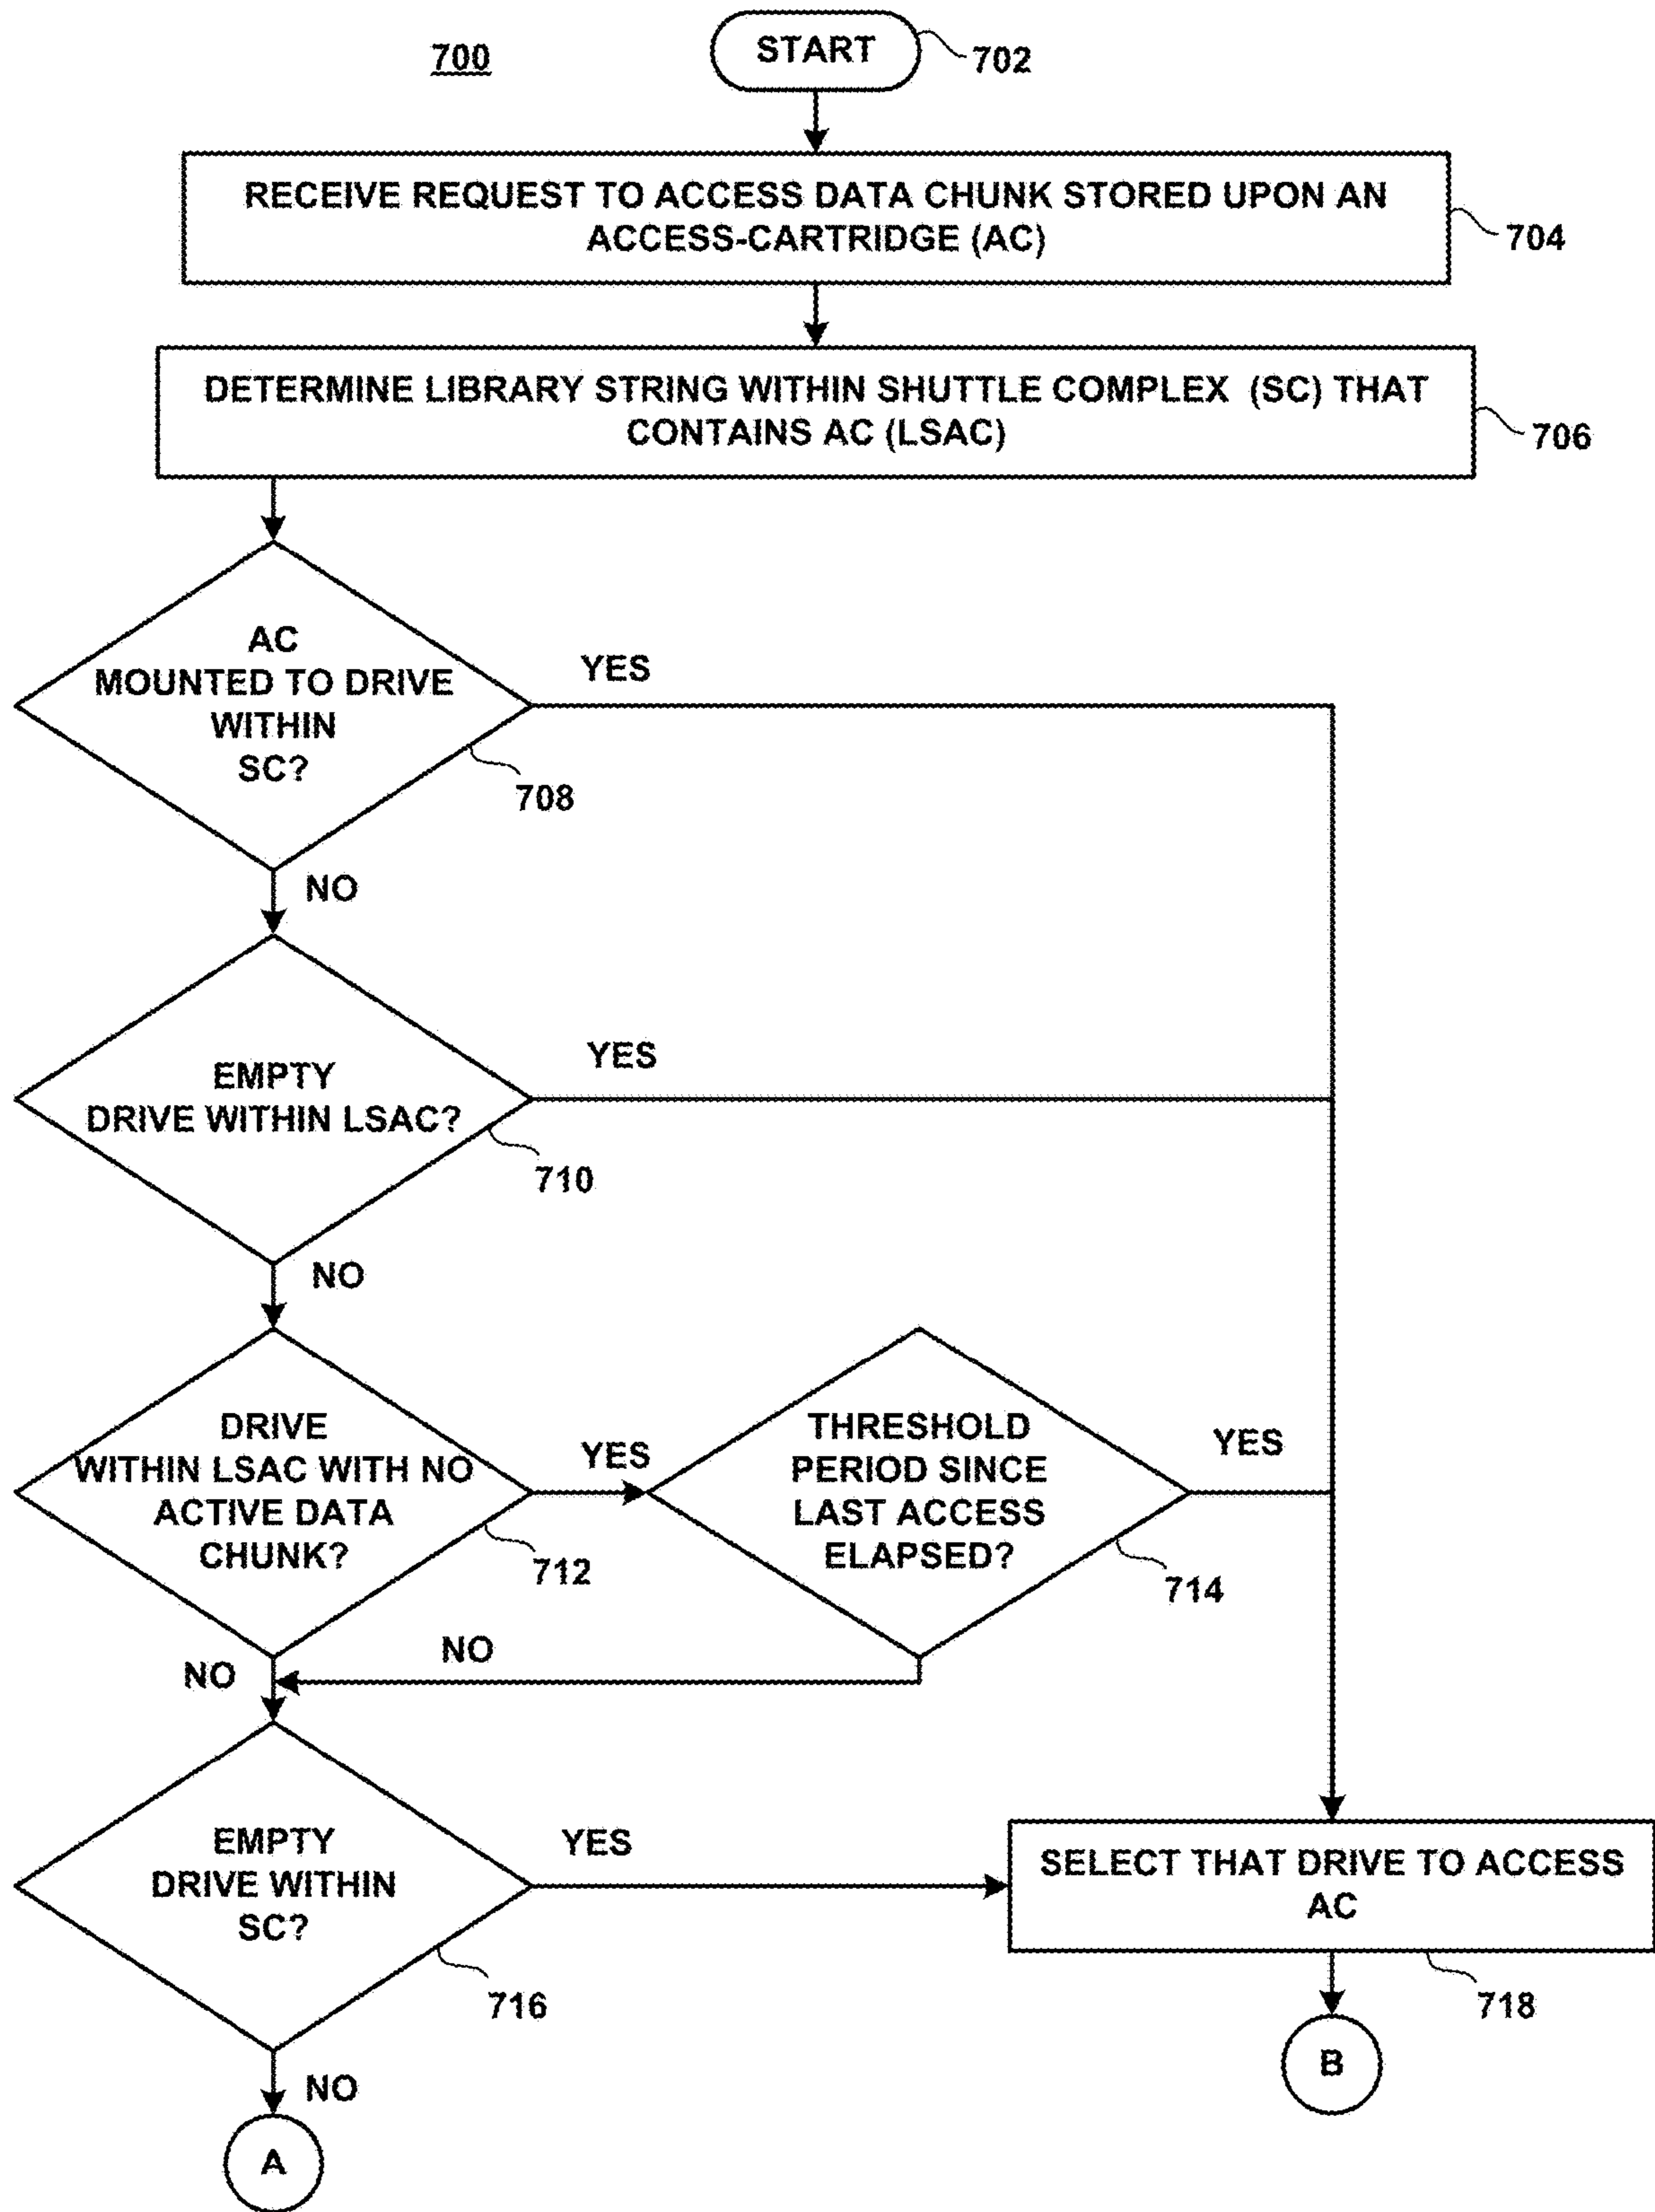 700
START
702
RECEIVE REQUEST TO ACCESS DATA CHUNK STORED UPON AN
ACCESS-CARTRIDGE (AC)
704
DETERMINE LIBRARY STRING WITHIN SHUTTLE COMPLEX (SC) THAT
CONTAINS AC (LSAC)
706
AC
MOUNTED TO DRIVE
WITHIN
SC?
YES
708
NO
EMPTY
DRIVE WITHIN LSAC?
YES
710
NO
DRIVE
WITHIN LSAC WITH NO
ACTIVE DATA
CHUNK?
YES
712
THRESHOLD
PERIOD SINCE
LAST ACCESS
ELAPSED?
YES
714
NO
NO
EMPTY
DRIVE WITHIN
SC?
YES
716
SELECT THAT DRIVE TO ACCESS
AC
718
NO
B
A